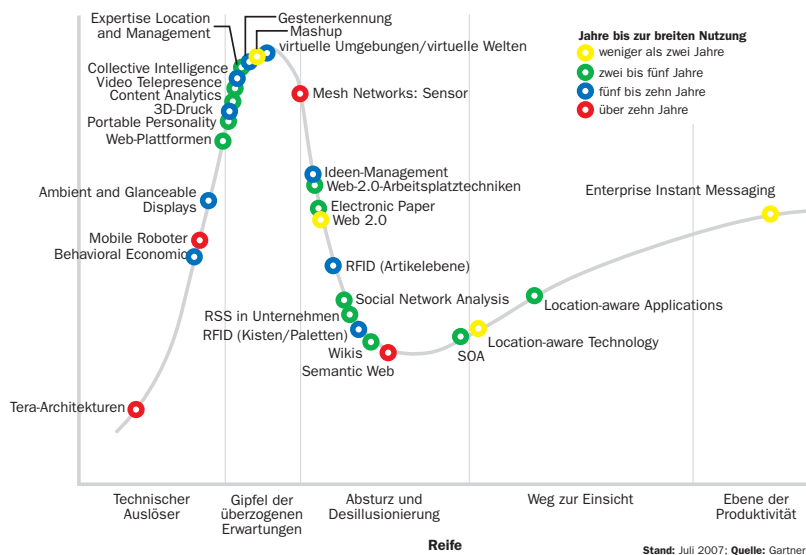 Expertise Location
and Management
Gestenerkennung
Mashup
virtuelle Umgebungen/virtuelle Welten
Collective Intelligence
Video Telepresence
Content Analytics
3D-Druck
Portable Personality
Web-Plattformen
Ambient and Glanceable
Displays
Mobile Roboter
Behavioral Economic
Tera-Architekturen
Mesh Networks: Sensor
Ideen-Management
Web-2.0-Arbeitsplatztechniken
Electronic Paper
Web 2.0
RFID (Artikelebene)
Social Network Analysis
RSS in Unternehmen
RFID (Kisten/Paletten)
Wikis
Semantic Web
SOA
Location-aware Technology
Location-aware Applications
Enterprise Instant Messaging
Jahre bis zur breiten Nutzung
weniger als zwei Jahre
zwei bis fünf Jahre
fünf bis zehn Jahre
über zehn Jahre
Technischer
Auslöser
Gipfel der
überzogenen
Erwartungen
Absturz und
Desillusionierung
Weg zur Einsicht
Ebene der
Produktivität
Reife
Stand: Juli 2007; Quelle: Gartner